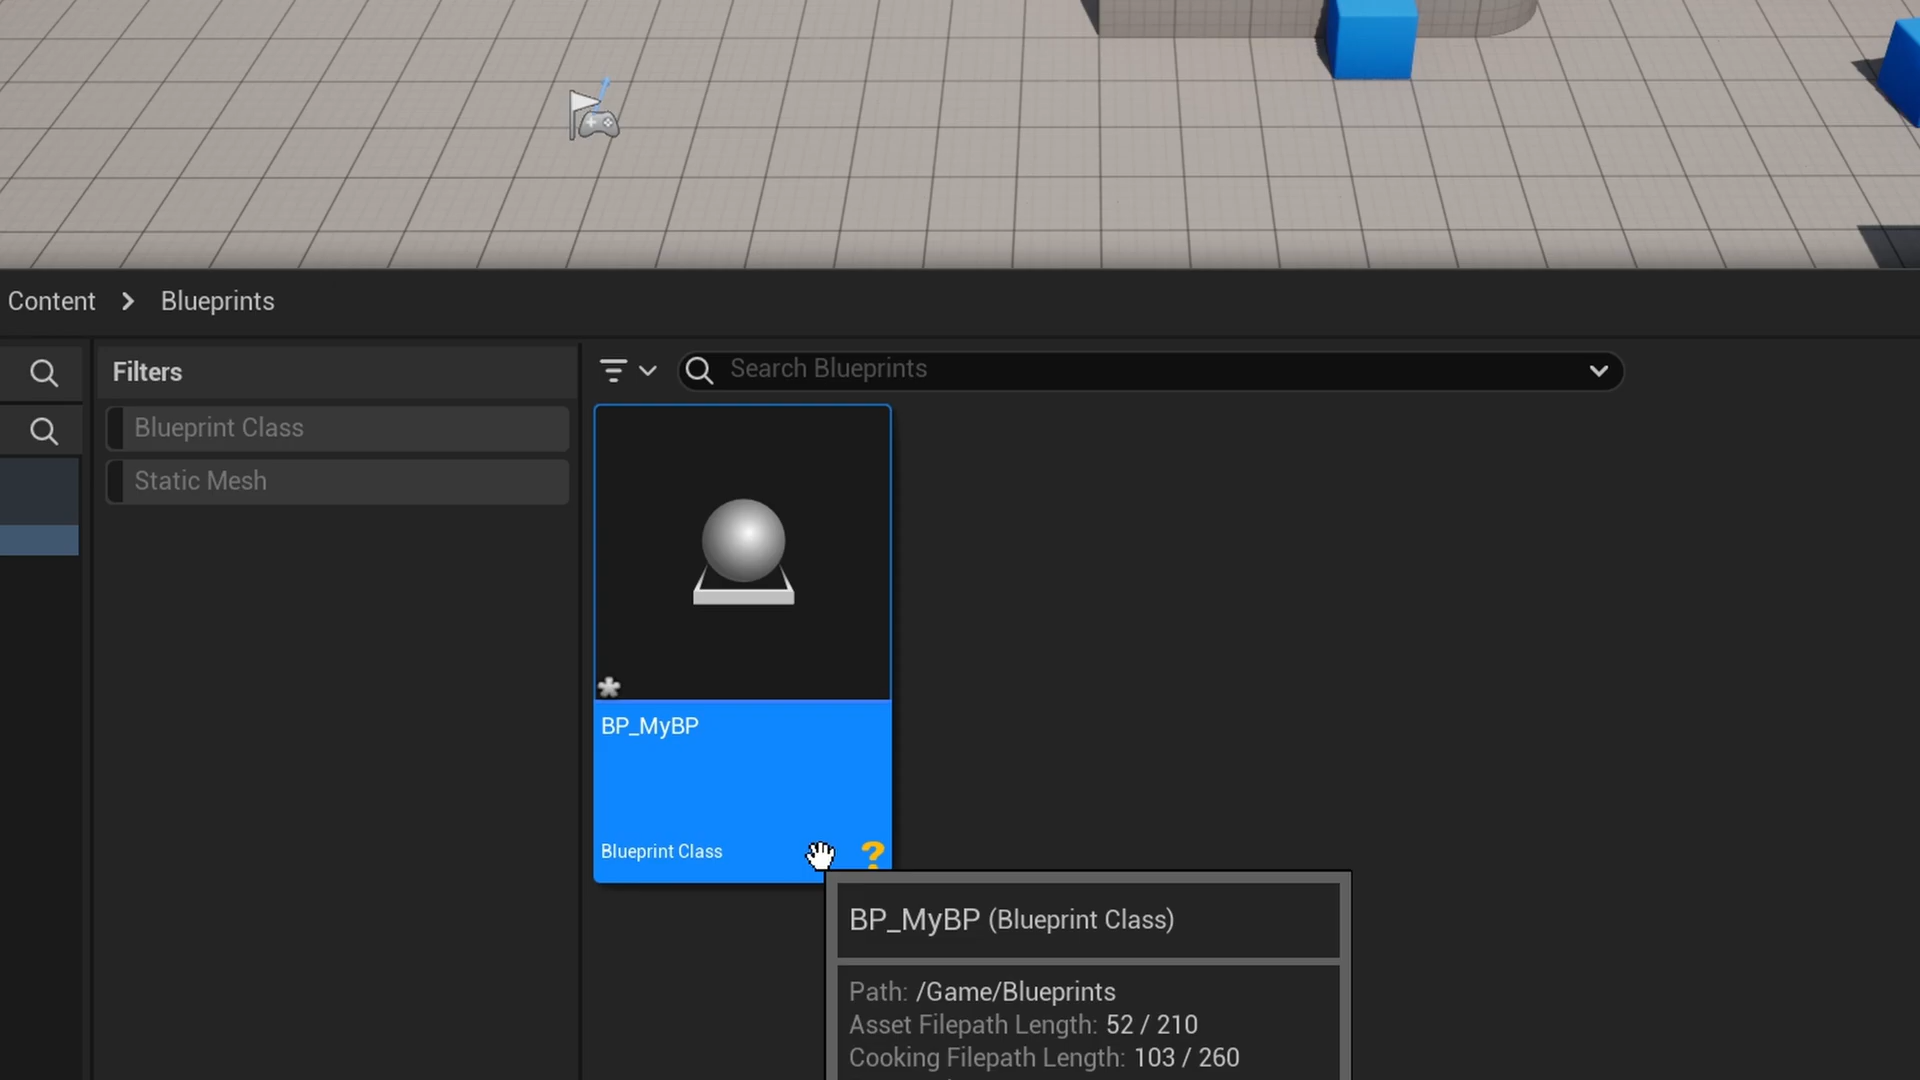 Content > Blueprints
Filters
Search Blueprints
Blueprint Class
Static Mesh
*
BP_MyBP
Blueprint Class
?
BP_MyBP (Blueprint Class)
Path: /Game/Blueprints
Asset Filepath Length: 52 / 210
Cooking Filepath Length: 103 / 260